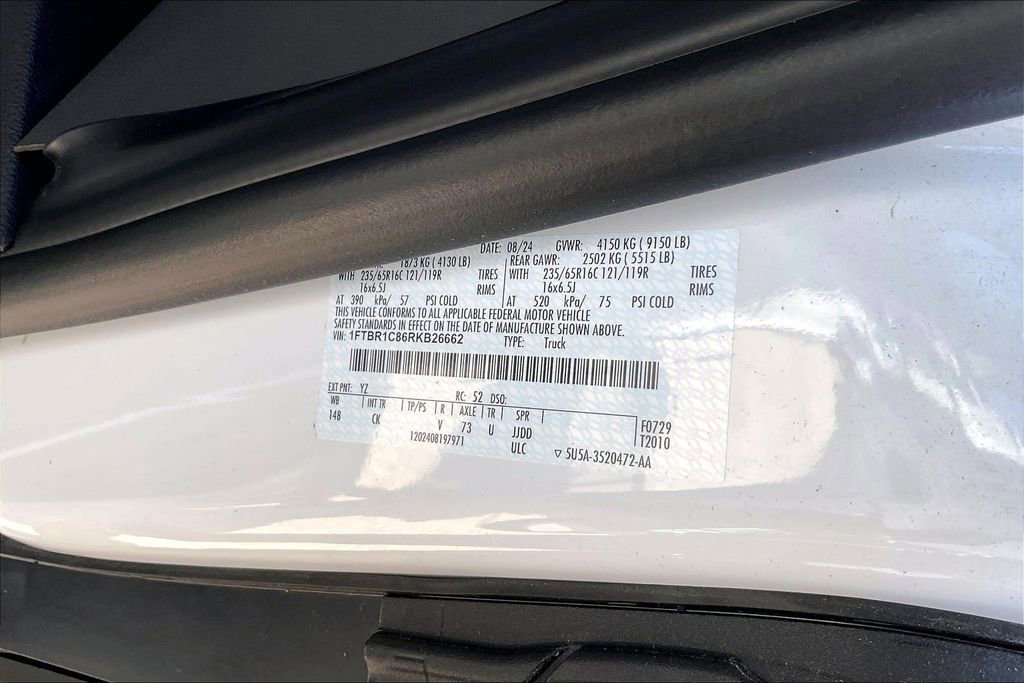 DATE: 08/24 GVWR: 4150 KG ( 9150 LB)
1873 KG ( 4130 LB) REAR GAWR: 2502 KG ( 5515 LB)
WITH 235/65R16C 121/119R TIRES WITH 235/65R16C 121/119R TIRES
16x6.5J RIMS 16x6.5J RIMS
AT 390 kPa/ 57 PSI COLD AT 520 kPa/ 75 PSI COLD
THIS VEHICLE CONFORMS TO ALL APPLICABLE FEDERAL MOTOR VEHICLE
SAFETY STANDARDS IN EFFECT ON THE DATE OF MANUFACTURE SHOWN ABOVE.
VIN: 1FTBR1C86RKB26662 TYPE: Truck
EXT PNT: YZ RC: 52 DSO:
WB INT TR TP/PS R AXLE TR SPR
148 CK V 73 U JJDD F0729
1202408197971 ULC T2010
5U5A-3520472-AA